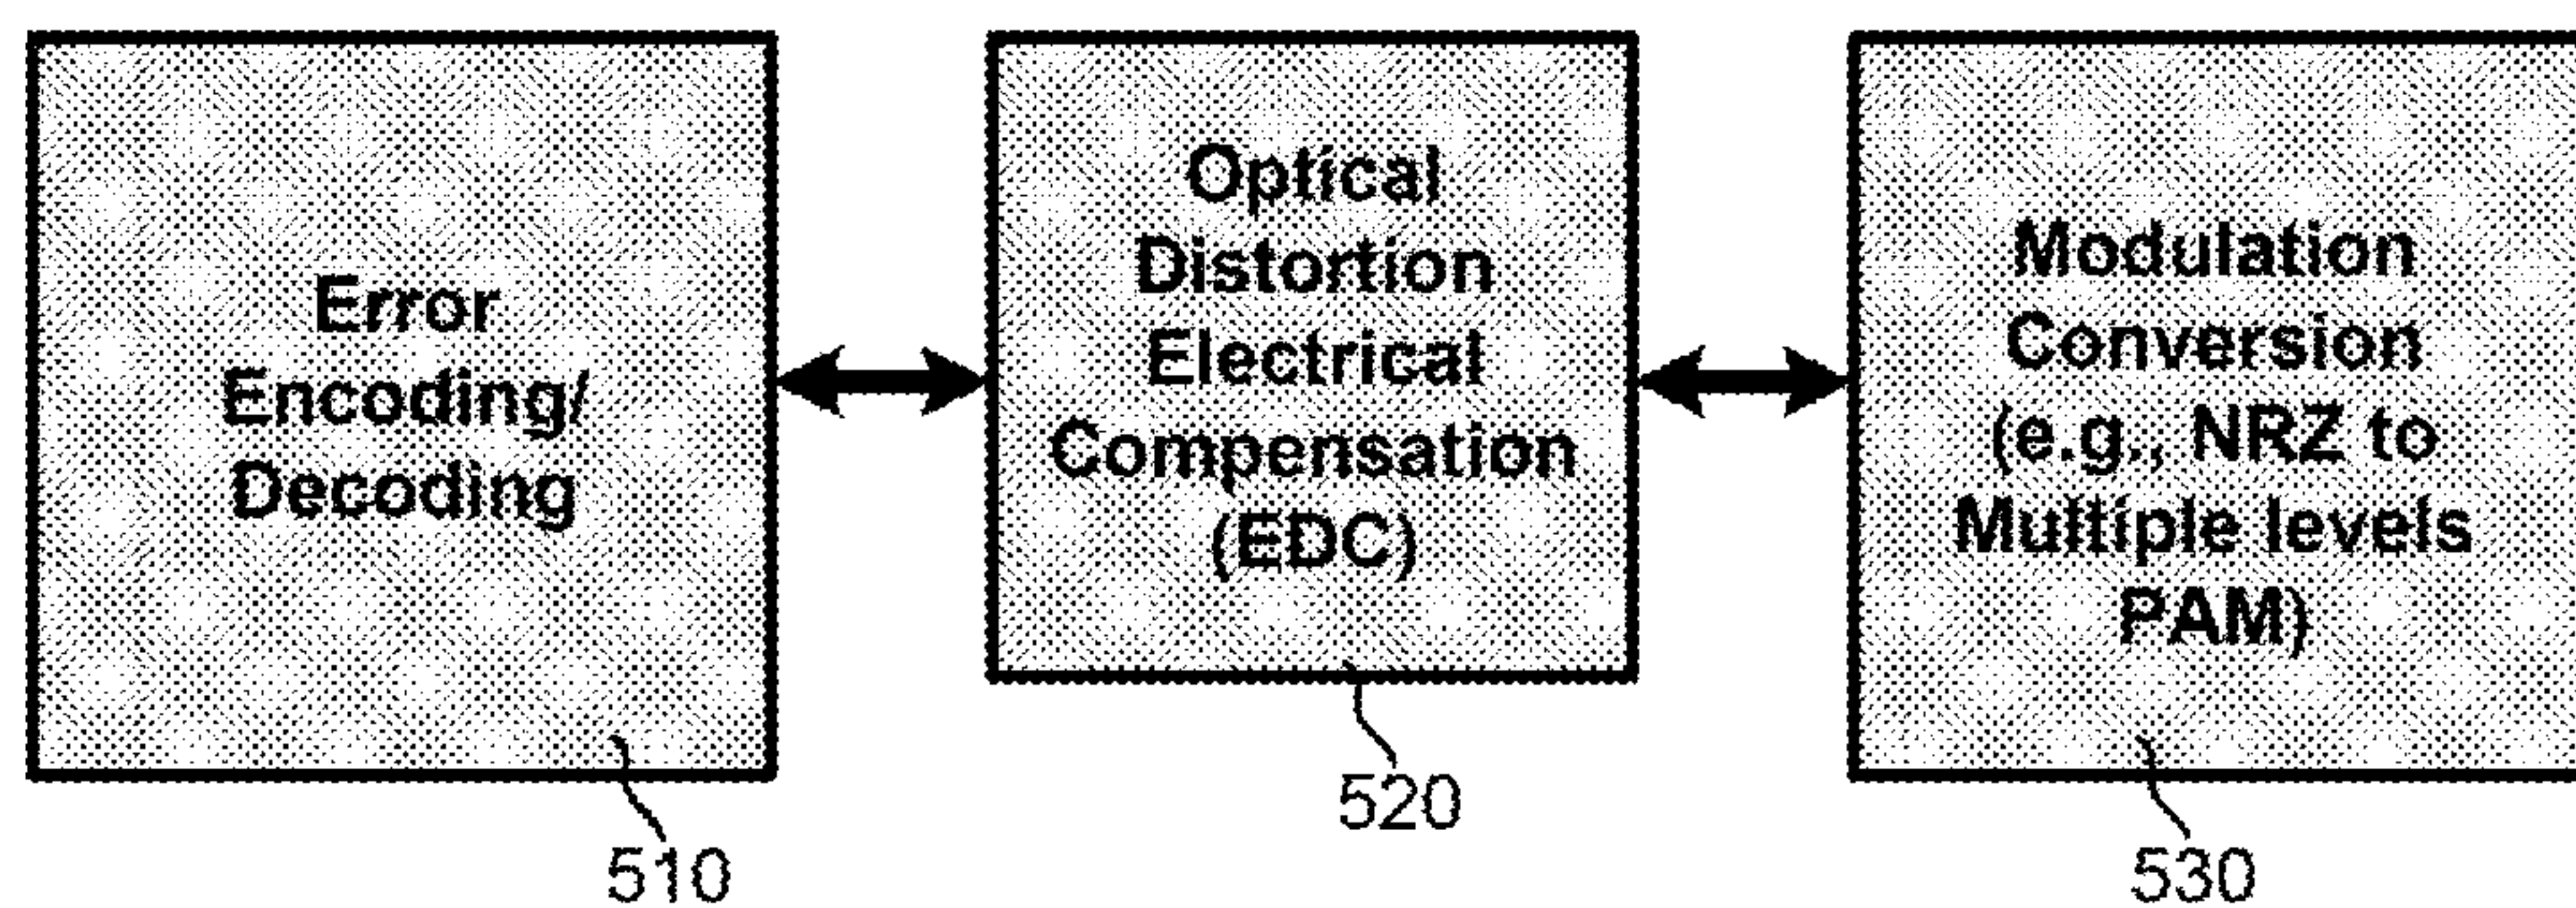 Error
Encoding/
Decoding
510
Optical
Distortion
Electrical
Compensation
(EDC)
520
Modulation
Conversion
(e.g., NRZ to
Multiple levels
PAM)
530